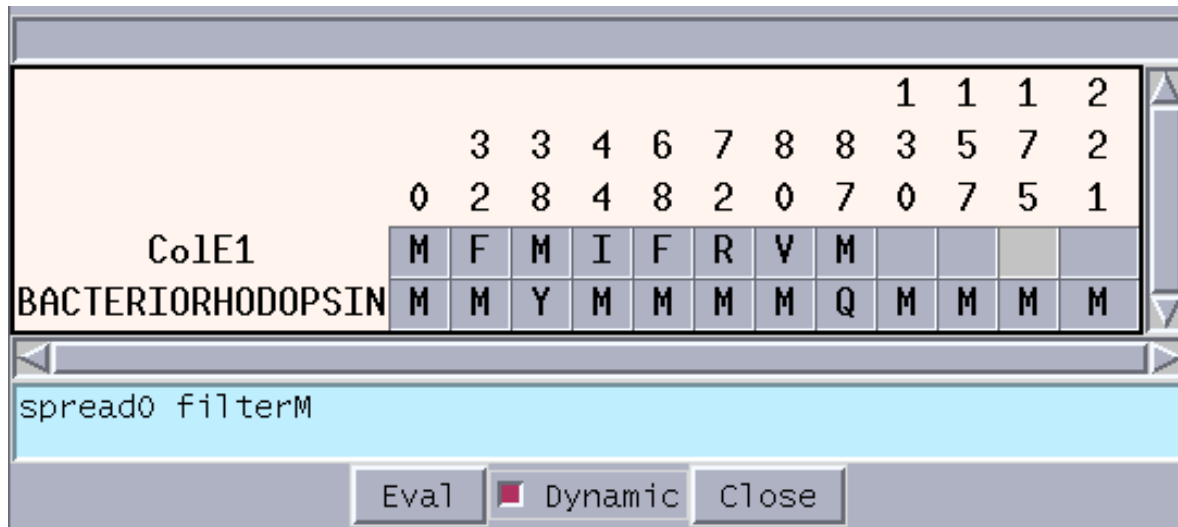 1 1 1 2
3 3 4 6 7 8 8 3 5 7 2
0 2 8 4 8 2 0 7 0 7 5 1
ColE1 M F M I F R V M
BACTERIORHODOPSIN M M Y M M M M Q M M M M
spread0 filterM
Eval Dynamic Close